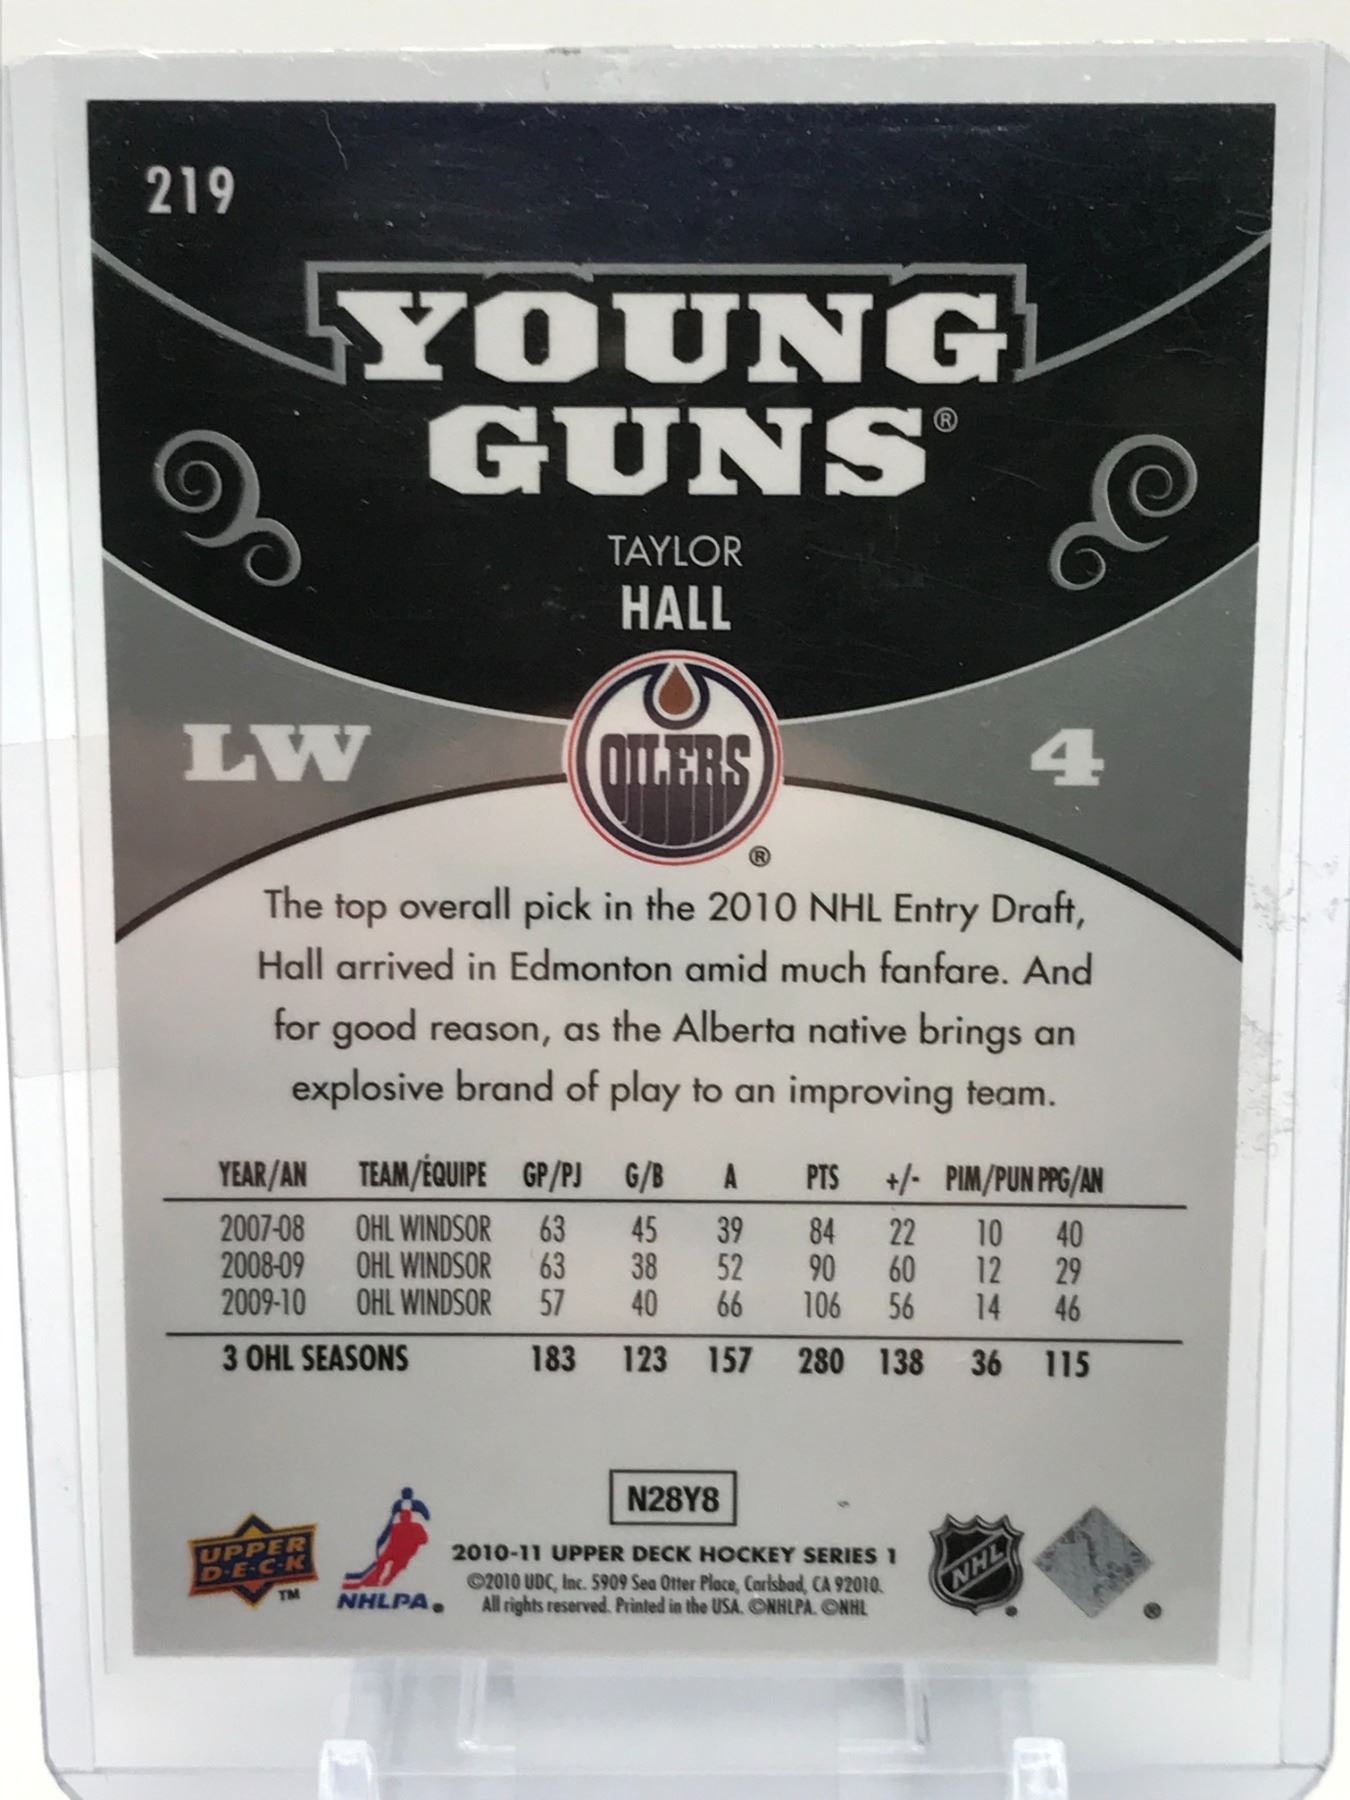 219
YOUNG
GUNS®
TAYLOR
HALL
LW
OILERS
4
®
The top overall pick in the 2010 NHL Entry Draft,
Hall arrived in Edmonton amid much fanfare. And
for good reason, as the Alberta native brings an
explosive brand of play to an improving team.
YEAR/AN TEAM/ÉQUIPE GP/PJ G/B A PTS +/- PIM/PUN PPG/AN
2007-08 OHL WINDSOR 63 45 39 84 22 10 40
2008-09 OHL WINDSOR 63 38 52 90 60 12 29
2009-10 OHL WINDSOR 57 40 66 106 56 14 46
3 OHL SEASONS 183 123 157 280 138 36 115
N28Y8
UPPER
D·E·C·K
TM
NHLPA®
2010-11 UPPER DECK HOCKEY SERIES 1
©2010 UDC, Inc. 5909 Sea Otter Place, Carlsbad, CA 92010.
All rights reserved. Printed in the USA. ©NHLPA. ©NHL
NHL
®